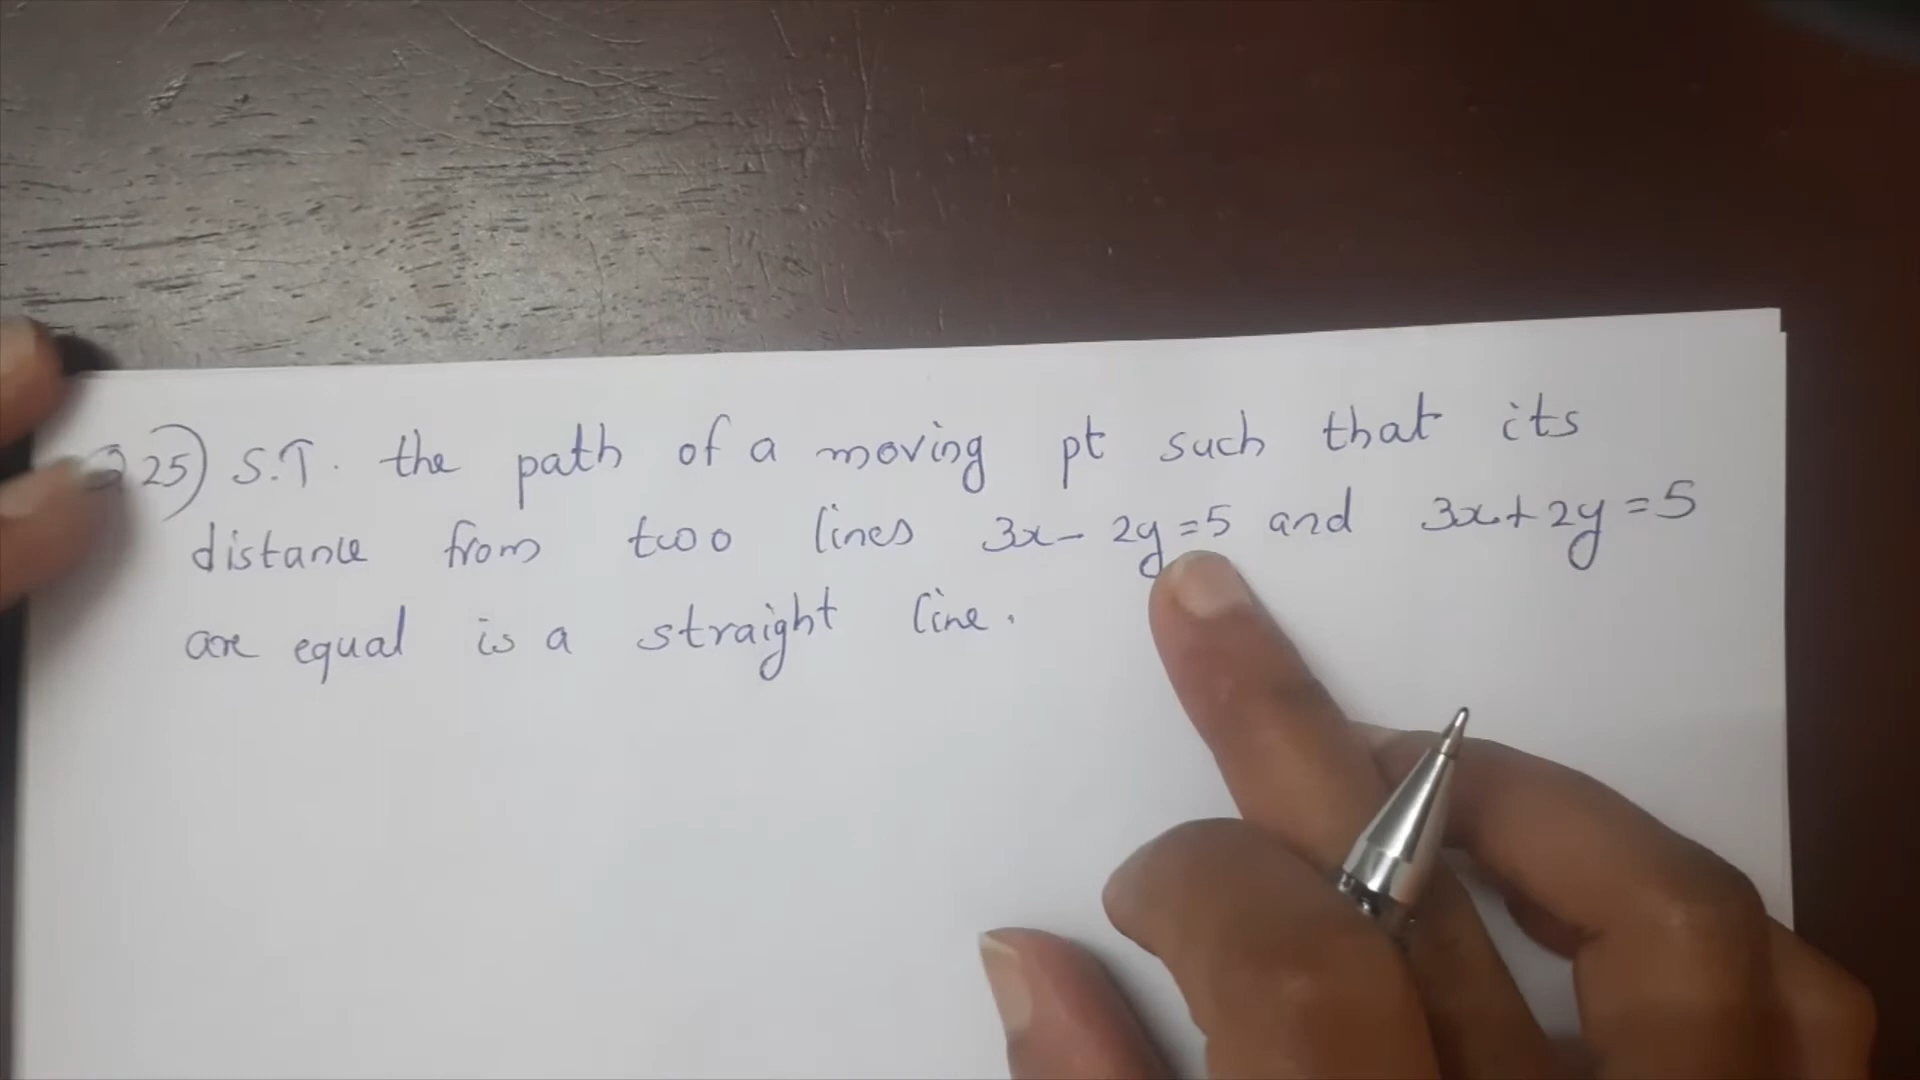 Q 25) S.T. the path of a moving pt such that its
distance from two lines 3x - 2y = 5 and 3x + 2y = 5
are equal is a straight line.